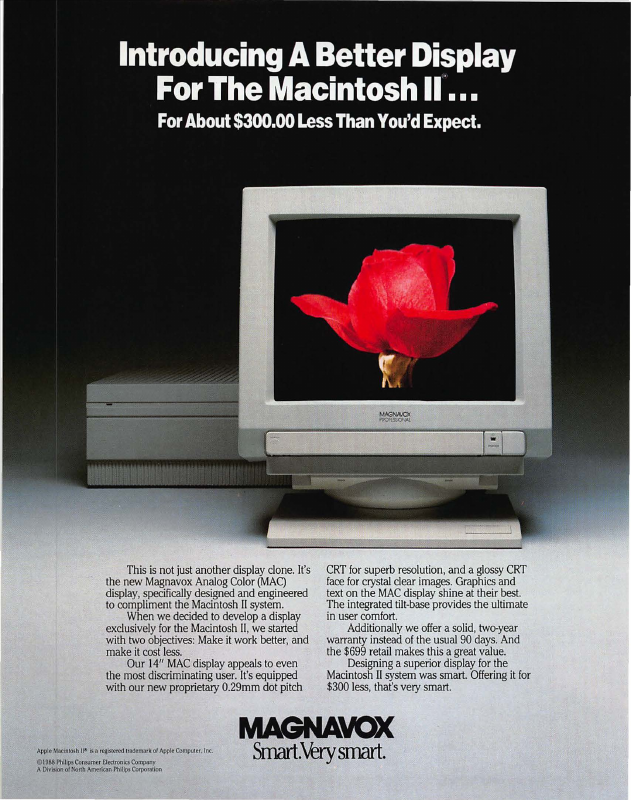 Introducing A Better Display
For The Macintosh II®...
For About $300.00 Less Than You'd Expect.
MAGNAVOX
PROFESSIONAL
This is not just another display clone. It's
the new Magnavox Analog Color (MAC)
display, specifically designed and engineered
to compliment the Macintosh II system.
When we decided to develop a display
exclusively for the Macintosh II, we started
with two objectives: Make it work better, and
make it cost less.
Our 14" MAC display appeals to even
the most discriminating user. It's equipped
with our new proprietary 0.29mm dot pitch
CRT for superb resolution, and a glossy CRT
face for crystal clear images. Graphics and
text on the MAC display shine at their best.
The integrated tilt-base provides the ultimate
in user comfort.
Additionally we offer a solid, two-year
warranty instead of the usual 90 days. And
the $699 retail makes this a great value.
Designing a superior display for the
Macintosh II system was smart. Offering it for
$300 less, that's very smart.
MAGNAVOX
Smart. Very smart.
Apple Macintosh II® is a registered trademark of Apple Computer, Inc.
©1988 Philips Consumer Electronics Company
A Division of North American Philips Corporation